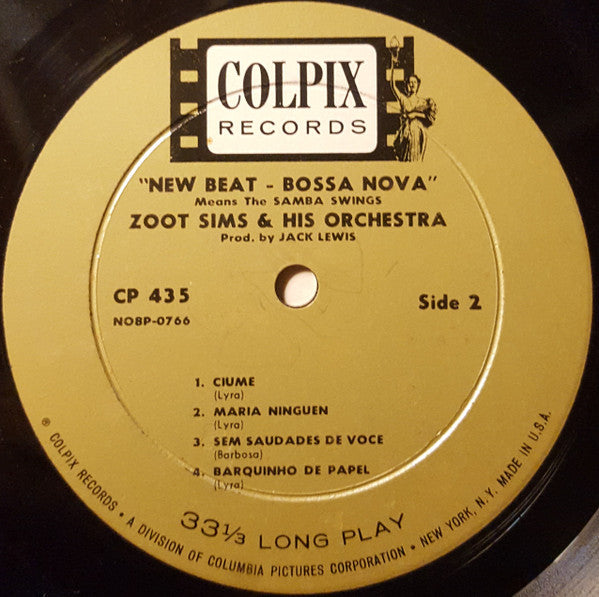 COLPIX
RECORDS
"NEW BEAT - BOSSA NOVA"
Means The SAMBA SWINGS
ZOOT SIMS & HIS ORCHESTRA
Prod. by JACK LEWIS
CP 435
NO8P-0766
Side 2
1. CIUME
(Lyra)
2. MARIA NINGUEN
(Lyra)
3. SEM SAUDADES DE VOCE
(Barbosa)
4. BARQUINHO DE PAPEL
(Lyra)
33⅓ LONG PLAY
® COLPIX RECORDS • A DIVISION OF COLUMBIA PICTURES CORPORATION • NEW YORK, N.Y. MADE IN U.S.A.